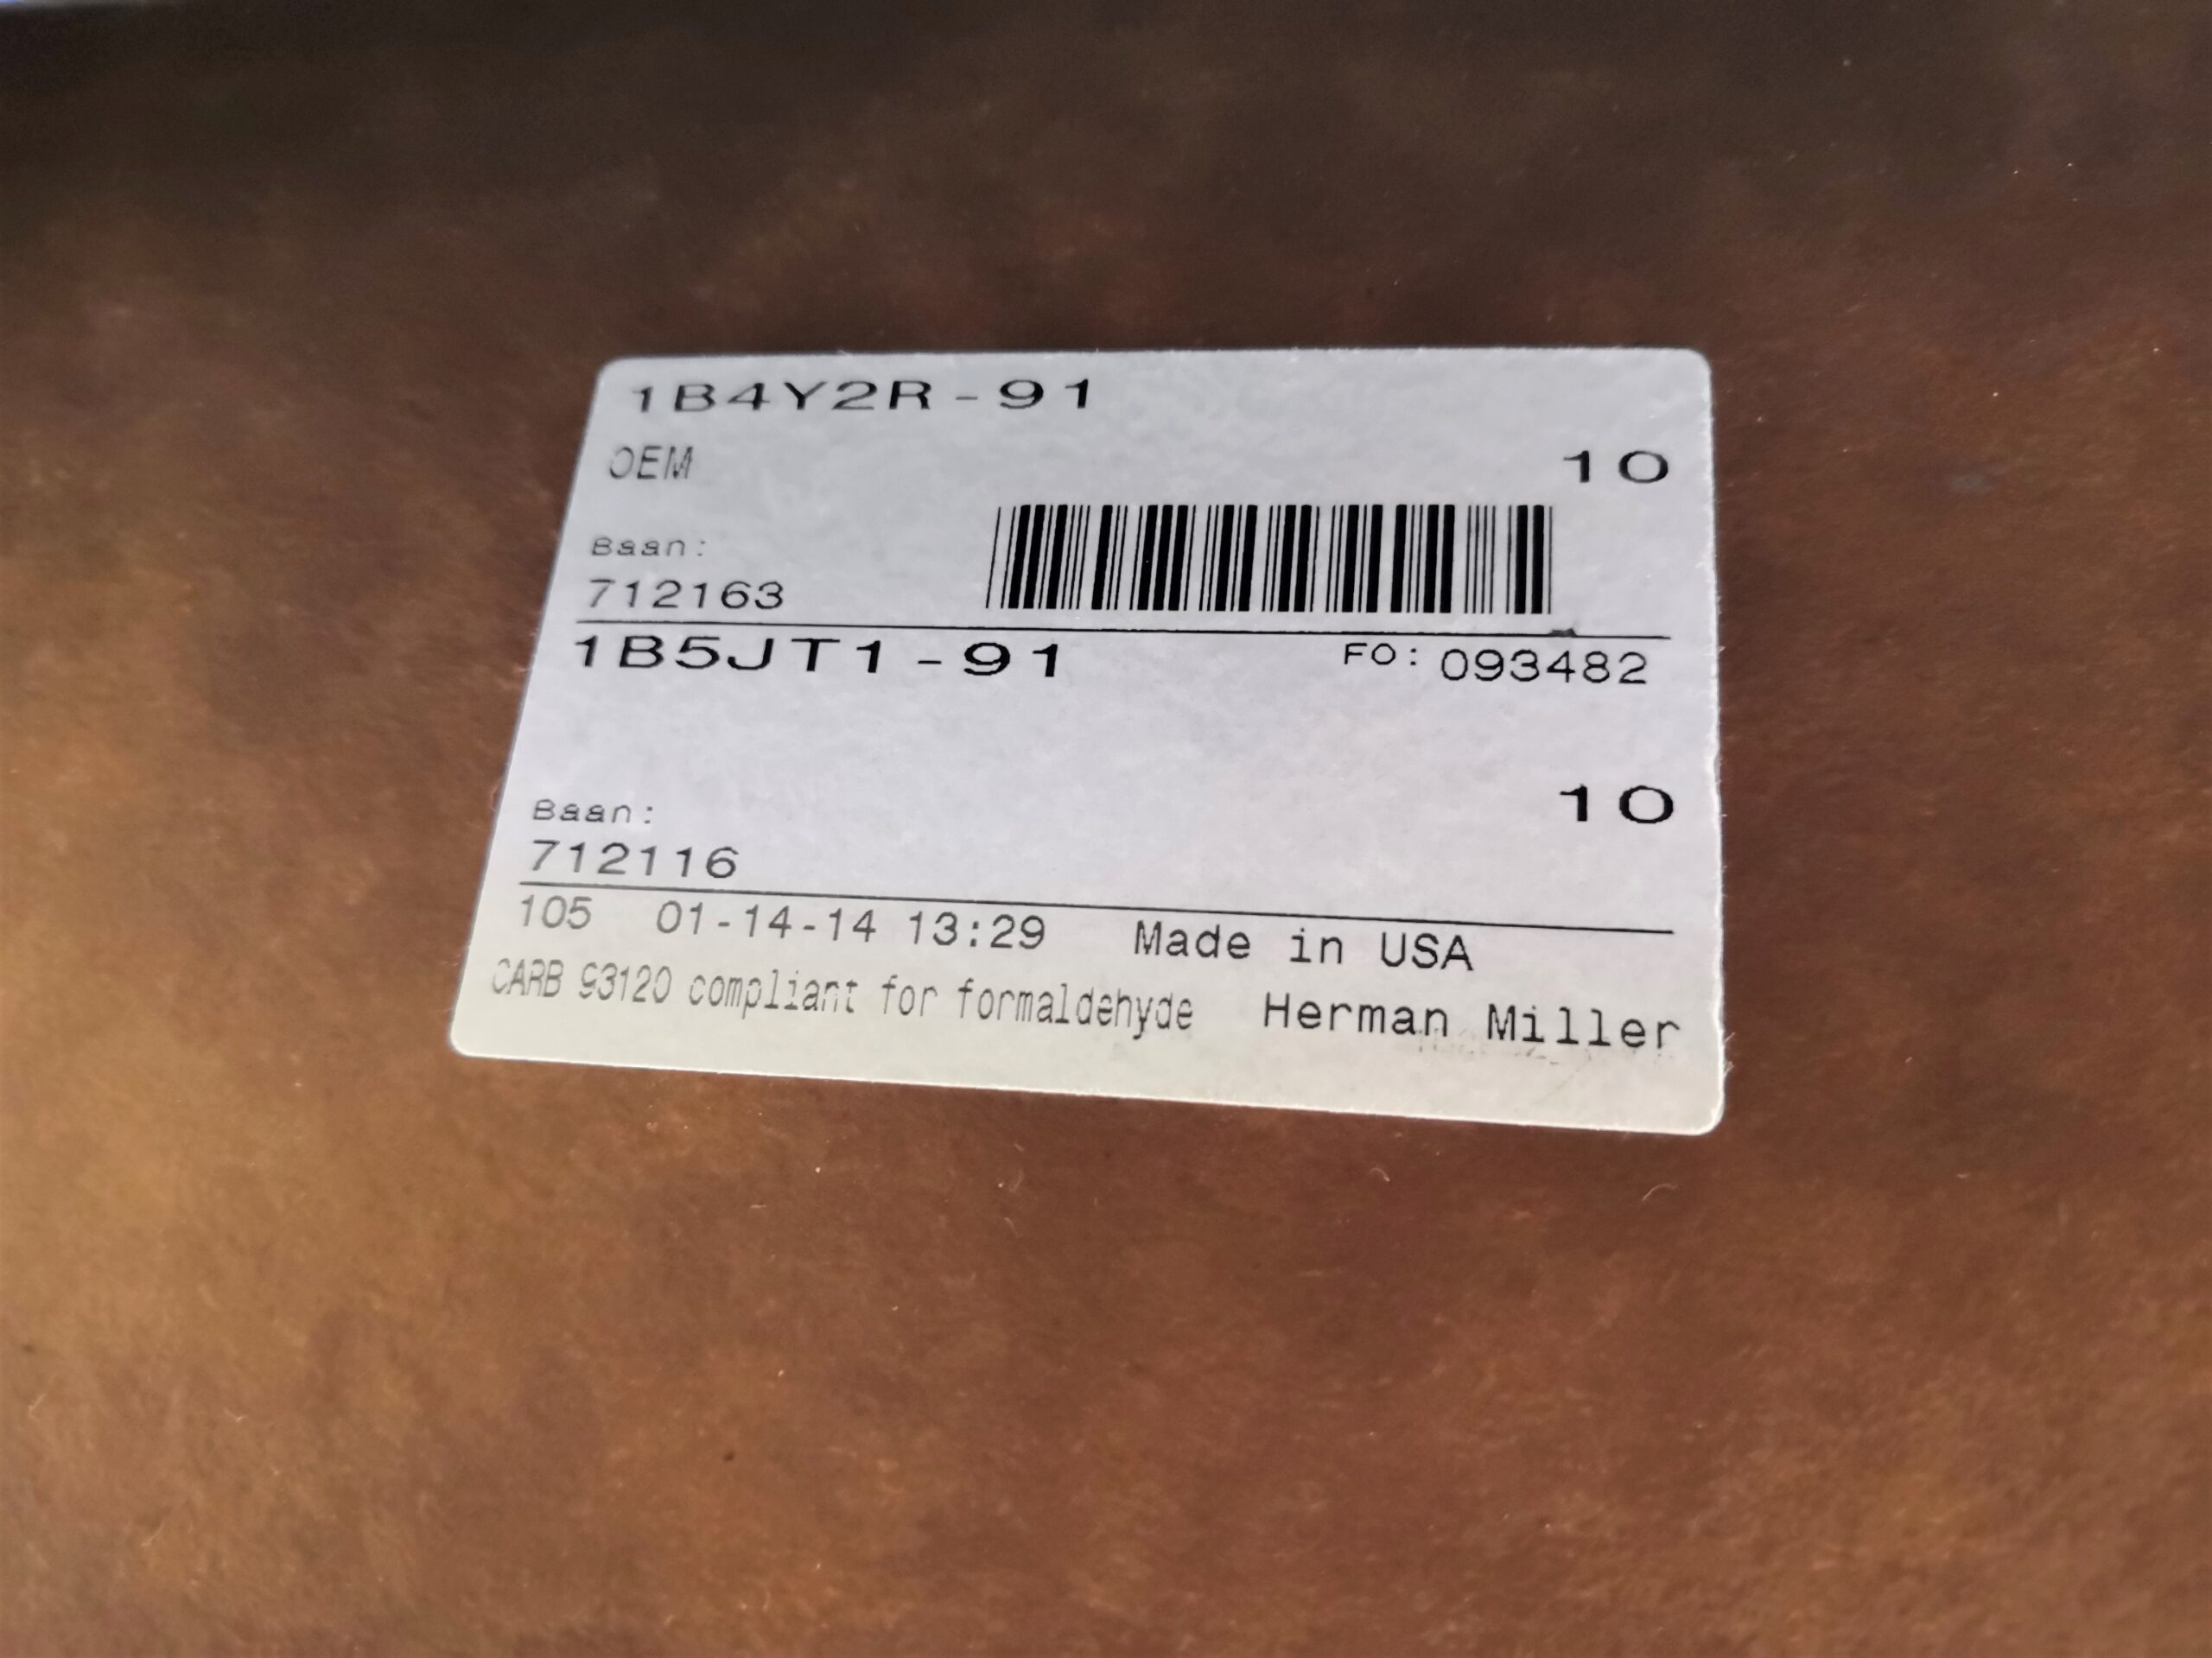 1B4Y2R-91
OEM 10
Baan:
712163
1B5JT1-91 FO: 093482
Baan: 10
712116
105 01-14-14 13:29 Made in USA
CARB 93120 compliant for formaldehyde Herman Miller